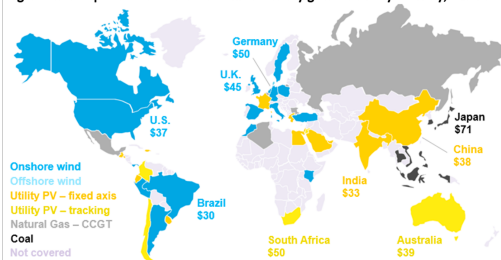 Germany
$50
U.K.
$45
U.S.
$37
Japan
$71
China
$38
Onshore wind
Offshore wind
Utility PV – fixed axis
Utility PV – tracking
Natural Gas – CCGT
Coal
Not covered
Brazil
$30
India
$33
South Africa
$50
Australia
$39